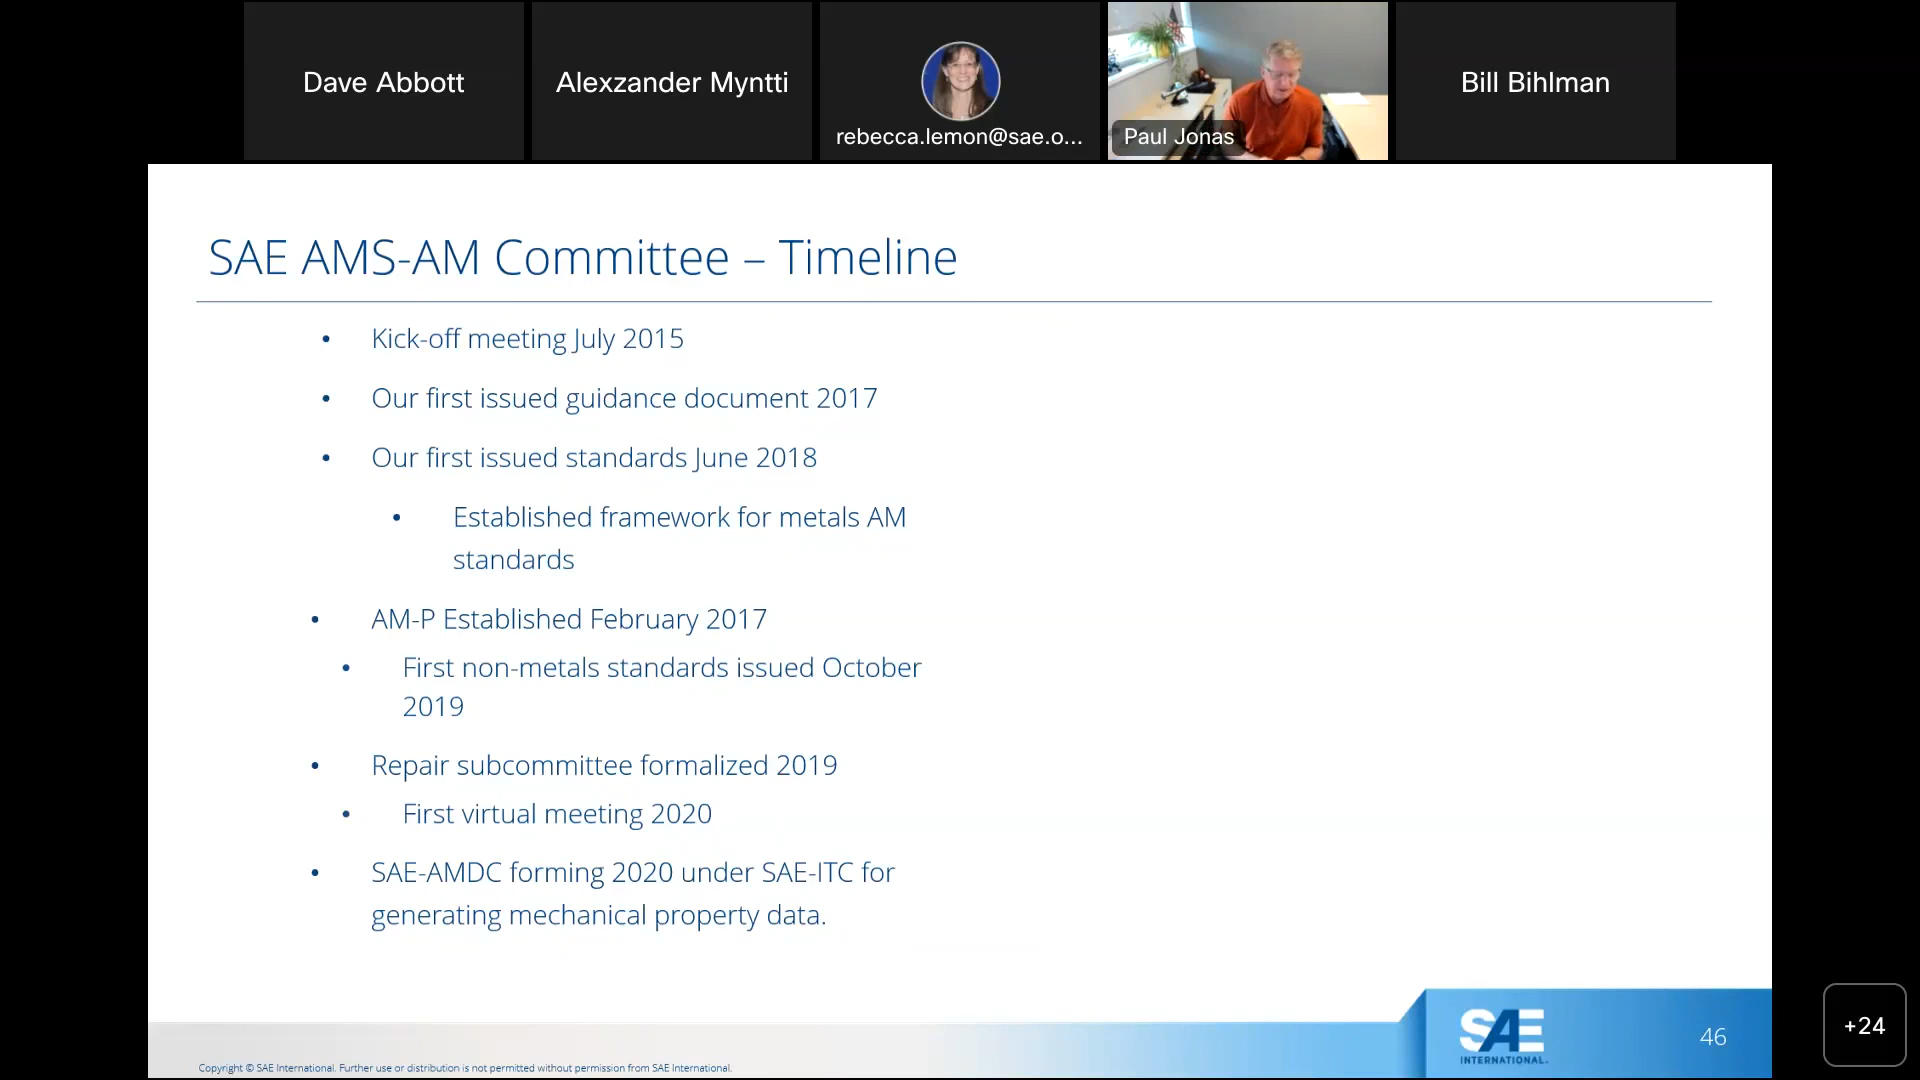 Dave Abbott
Alexzander Myntti
rebecca.lemon@sae.o...
Paul Jonas
Bill Bihlman
SAE AMS-AM Committee – Timeline
• Kick-off meeting July 2015
• Our first issued guidance document 2017
• Our first issued standards June 2018
• Established framework for metals AM
standards
• AM-P Established February 2017
• First non-metals standards issued October
2019
• Repair subcommittee formalized 2019
• First virtual meeting 2020
• SAE-AMDC forming 2020 under SAE-ITC for
generating mechanical property data.
SAE
INTERNATIONAL.
46
+24
Copyright © SAE International. Further use or distribution is not permitted without permission from SAE International.